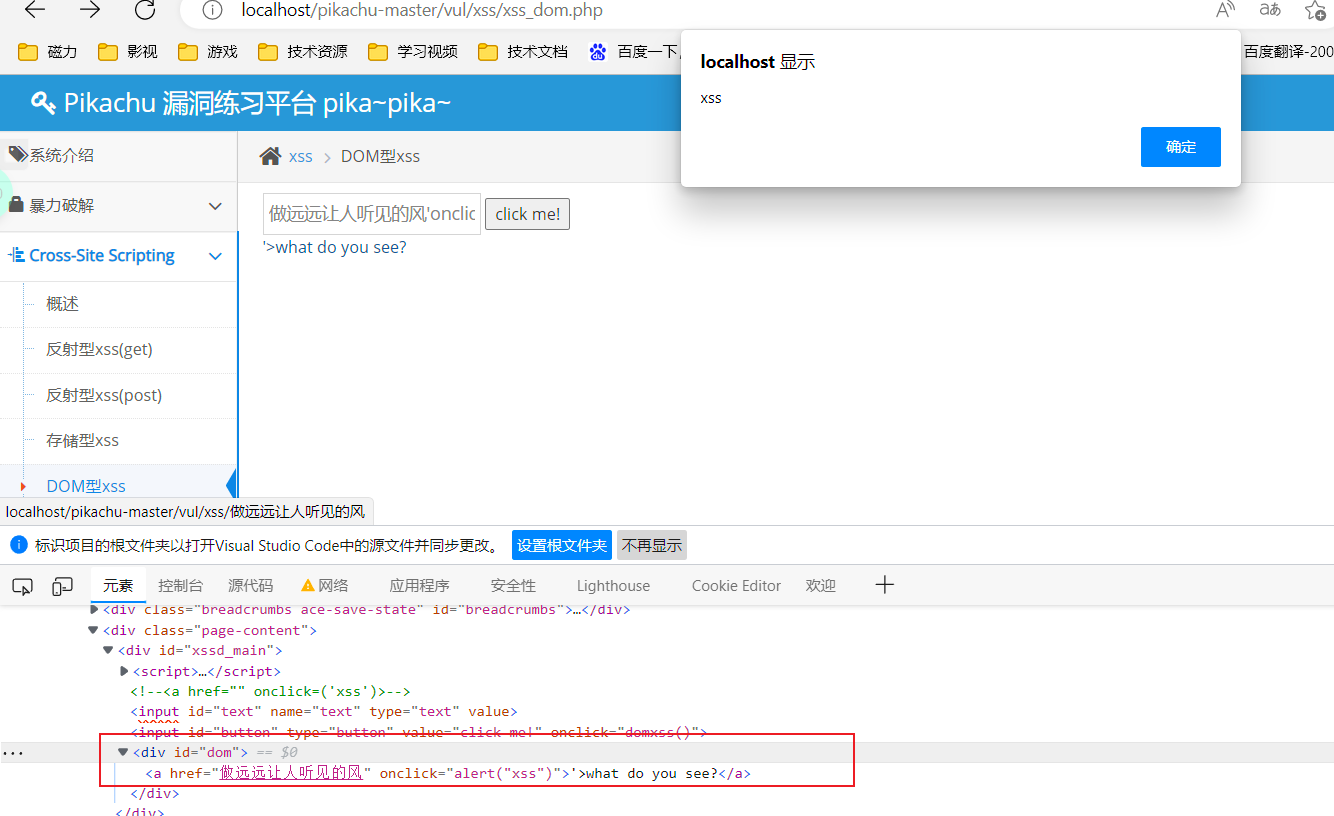 localhost/pikachu-master/vul/xss/xss_dom.php
磁力 影视 游戏 技术资源 学习视频 技术文档 百度一下, 百度翻译-200
localhost 显示
xss
确定
Pikachu 漏洞练习平台 pika~pika~
系统介绍
xss > DOM型xss
暴力破解
做远远让人听见的风'onclic click me!
'>what do you see?
Cross-Site Scripting
概述
反射型xss(get)
反射型xss(post)
存储型xss
DOM型xss
localhost/pikachu-master/vul/xss/做远远让人听见的风
标识项目的根文件夹以打开Visual Studio Code中的源文件并同步更改。 设置根文件夹 不再显示
元素 控制台 源代码 网络 应用程序 安全性 Lighthouse Cookie Editor 欢迎
<div class="breadcrumbs ace-save-state" id="breadcrumbs">…</div>
<div class="page-content">
<div id="xssd_main">
<script>…</script>
<!--<a href="" onclick=('xss')>-->
<input id="text" name="text" type="text" value>
<input id="button" type="button" value="click me!" onclick="domxss()">
<div id="dom"> == $0
<a href="做远远让人听见的风" onclick="alert("xss")">'>what do you see?</a>
</div>
</div>